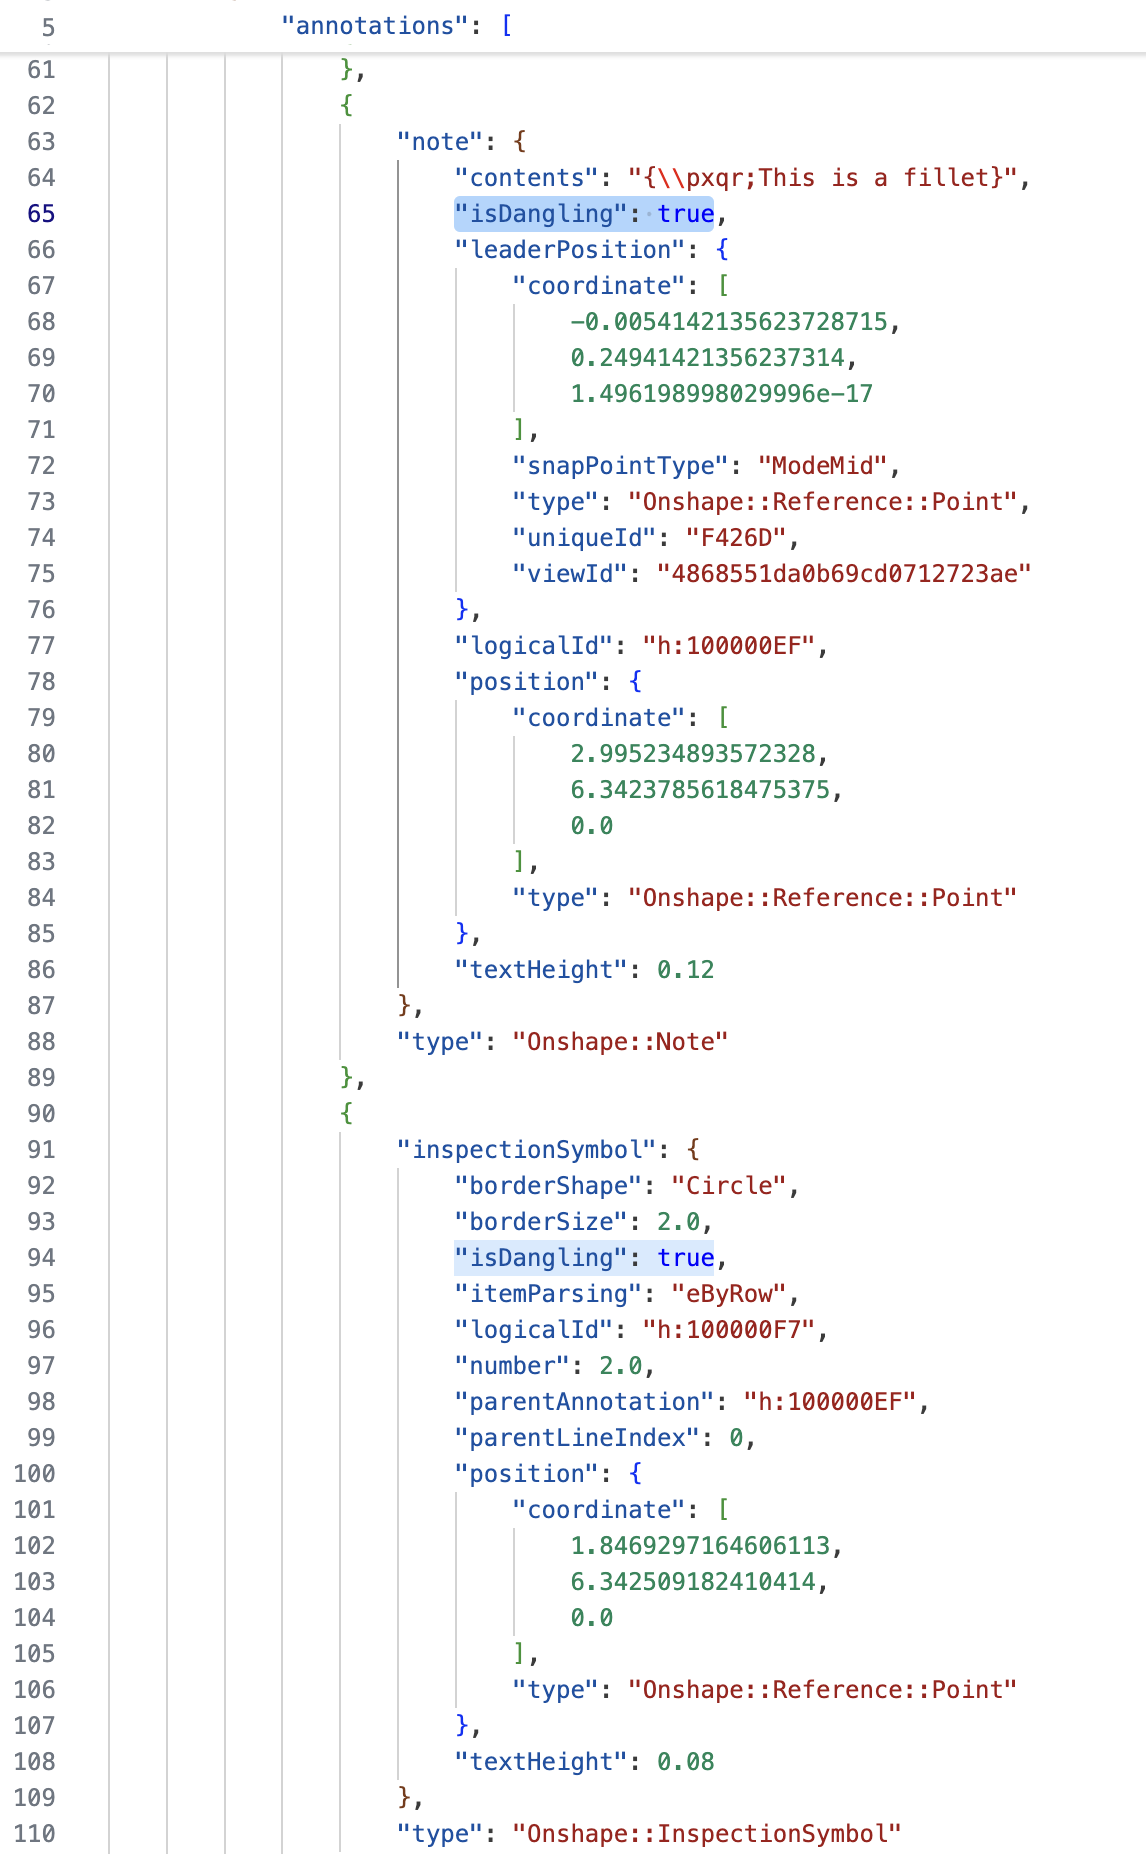 5 "annotations": [
61 },
62 {
63 "note": {
64 "contents": "{\\pxqr;This is a fillet}",
65 "isDangling": true,
66 "leaderPosition": {
67 "coordinate": [
68 -0.0054142135623728715,
69 0.24941421356237314,
70 1.496198998029996e-17
71 ],
72 "snapPointType": "ModeMid",
73 "type": "Onshape::Reference::Point",
74 "uniqueId": "F426D",
75 "viewId": "4868551da0b69cd0712723ae"
76 },
77 "logicalId": "h:100000EF",
78 "position": {
79 "coordinate": [
80 2.995234893572328,
81 6.3423785618475375,
82 0.0
83 ],
84 "type": "Onshape::Reference::Point"
85 },
86 "textHeight": 0.12
87 },
88 "type": "Onshape::Note"
89 },
90 {
91 "inspectionSymbol": {
92 "borderShape": "Circle",
93 "borderSize": 2.0,
94 "isDangling": true,
95 "itemParsing": "eByRow",
96 "logicalId": "h:100000F7",
97 "number": 2.0,
98 "parentAnnotation": "h:100000EF",
99 "parentLineIndex": 0,
100 "position": {
101 "coordinate": [
102 1.8469297164606113,
103 6.342509182410414,
104 0.0
105 ],
106 "type": "Onshape::Reference::Point"
107 },
108 "textHeight": 0.08
109 },
110 "type": "Onshape::InspectionSymbol"